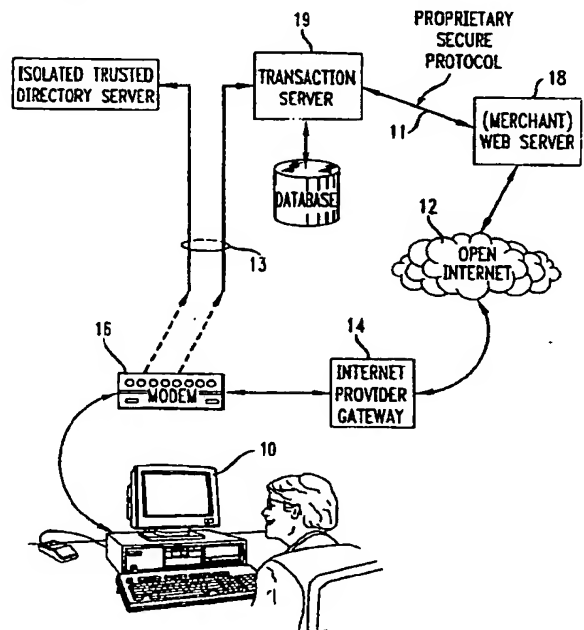 19
PROPRIETARY
SECURE
PROTOCOL
ISOLATED TRUSTED
DIRECTORY SERVER
TRANSACTION
SERVER
18
11
(MERCHANT)
WEB SERVER
DATABASE
12
OPEN
INTERNET
13
16
MODEM
14
INTERNET
PROVIDER
GATEWAY
10